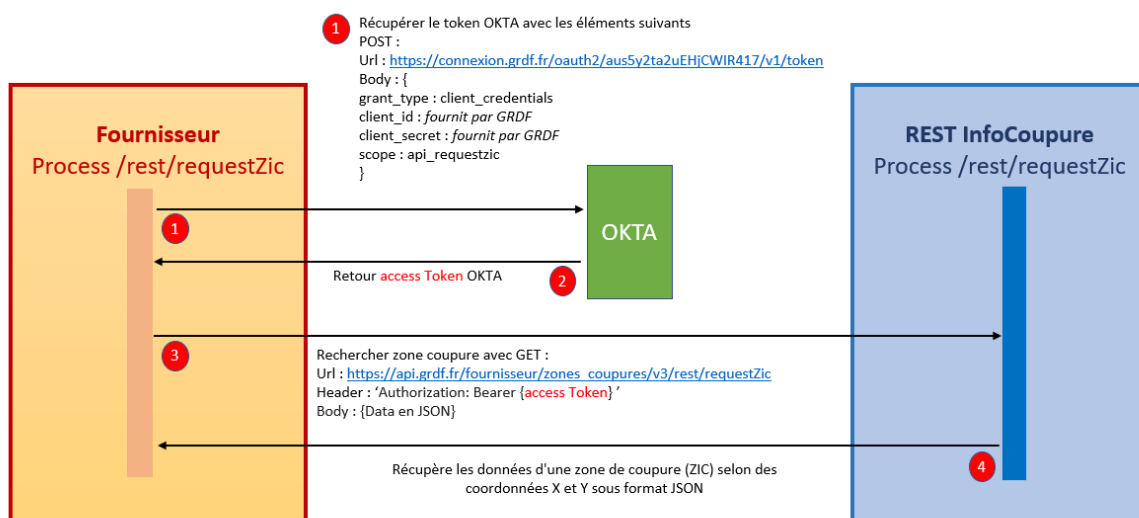 1 Récupérer le token OKTA avec les éléments suivants
POST :
Url : https://connexion.grdf.fr/oauth2/aus5y2ta2uEHjCWIR417/v1/token
Body : {
grant_type : client_credentials
client_id : fournit par GRDF
client_secret : fournit par GRDF
scope : api_requestzic
}
Fournisseur
Process /rest/requestZic
REST InfoCoupure
Process /rest/requestZic
1
OKTA
2
Retour access Token OKTA
3
Rechercher zone coupure avec GET :
Url : https://api.grdf.fr/fournisseur/zones_coupures/v3/rest/requestZic
Header : ‘Authorization: Bearer {access Token} ’
Body : {Data en JSON}
4
Récupère les données d'une zone de coupure (ZIC) selon des
coordonnées X et Y sous format JSON